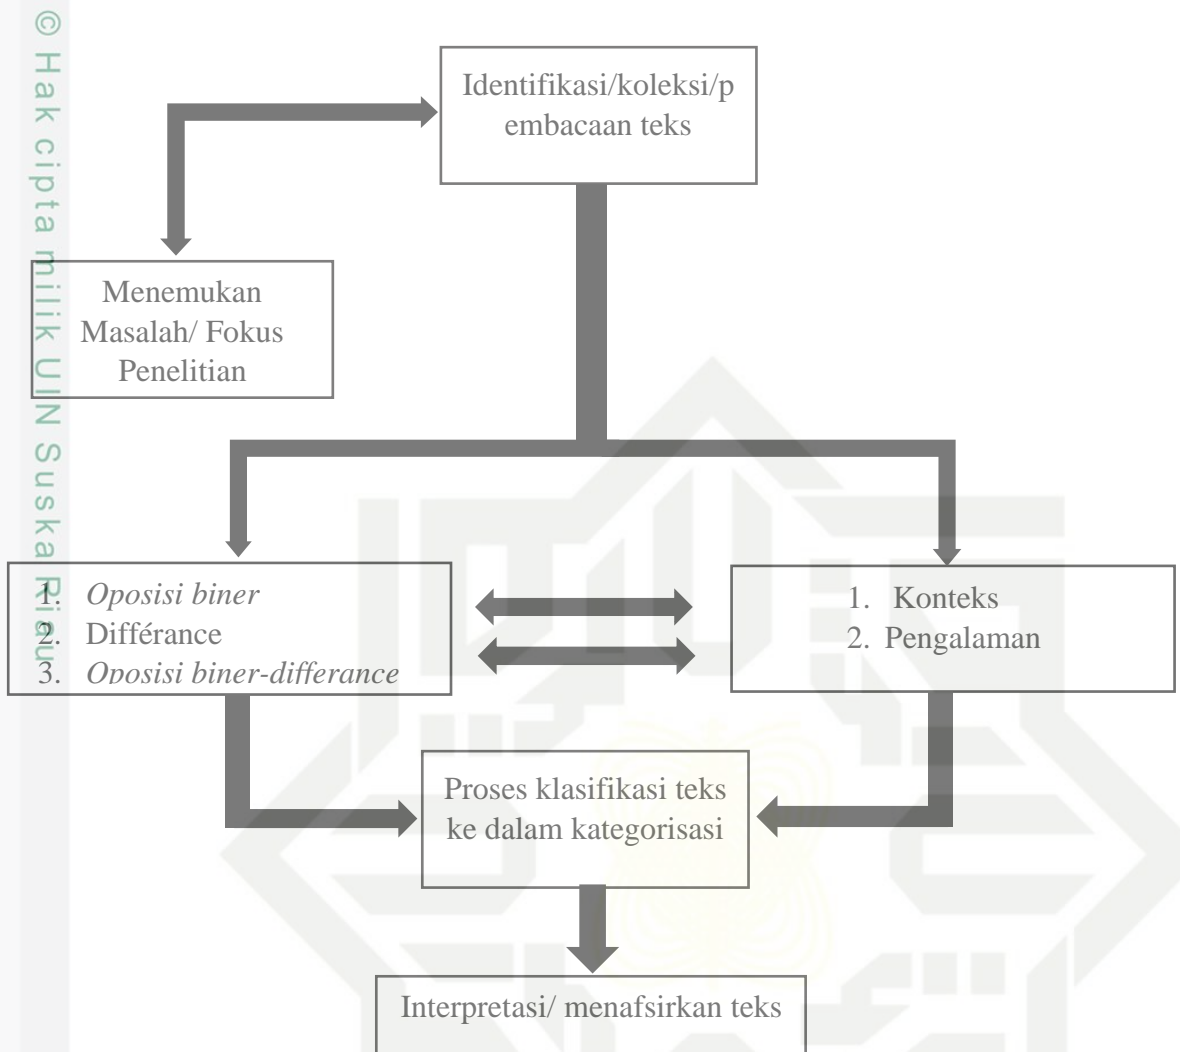 © Hak cipta milik UIN Suska Riau
Identifikasi/koleksi/p
embacaan teks
Menemukan
Masalah/ Fokus
Penelitian
1. Oposisi biner
2. Différance
3. Oposisi biner-differance
1. Konteks
2. Pengalaman
Proses klasifikasi teks
ke dalam kategorisasi
Interpretasi/ menafsirkan teks